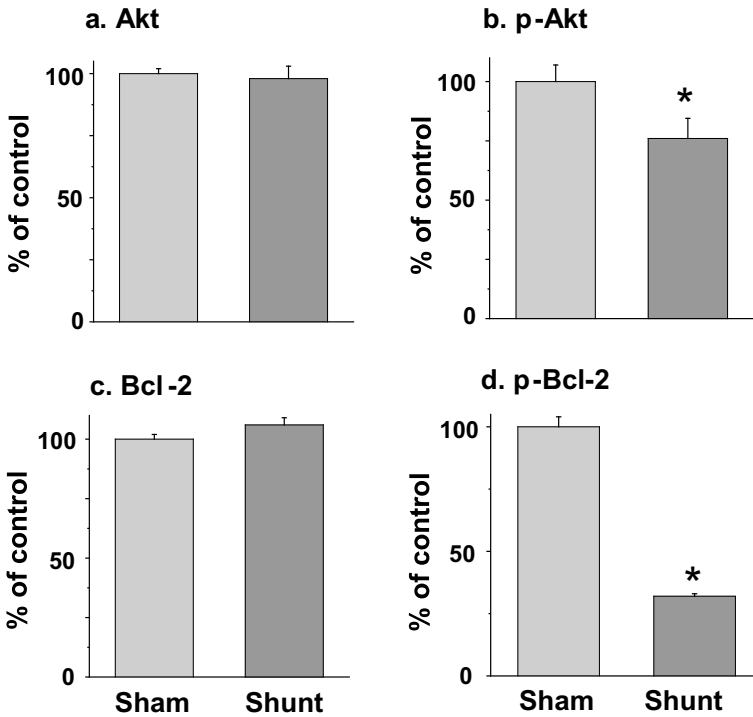 a. Akt
% of control
100
50
0
b. p-Akt
% of control
100
50
0
*
c. Bcl-2
% of control
100
50
0
Sham Shunt
d. p-Bcl-2
% of control
100
50
0
*
Sham Shunt